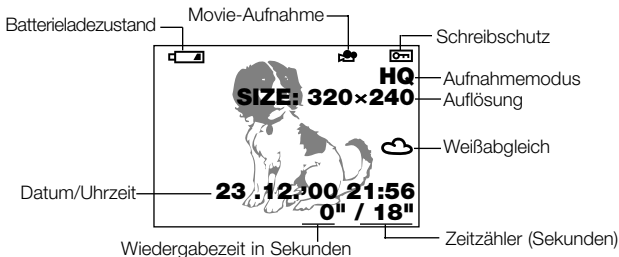 Movie-Aufnahme
Batterieladezustand
Schreibschutz
HQ
Aufnahmemodus
SIZE: 320×240
Auflösung
Weißabgleich
Datum/Uhrzeit
23 .12.'00 21:56
0" / 18"
Zeitzähler (Sekunden)
Wiedergabezeit in Sekunden